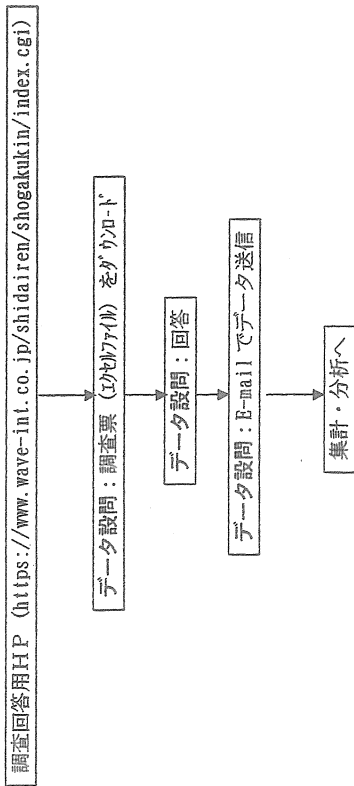 調査回答用HP (https://www.wave-int.co.jp/shidairen/shogakukin/index.cgi)
データ設問：調査票（ｴｸｾﾙﾌｧｲﾙ）をﾀﾞｳﾝﾛｰﾄﾞ
データ設問：回答
データ設問：E-mailでデータ送信
集計・分析へ